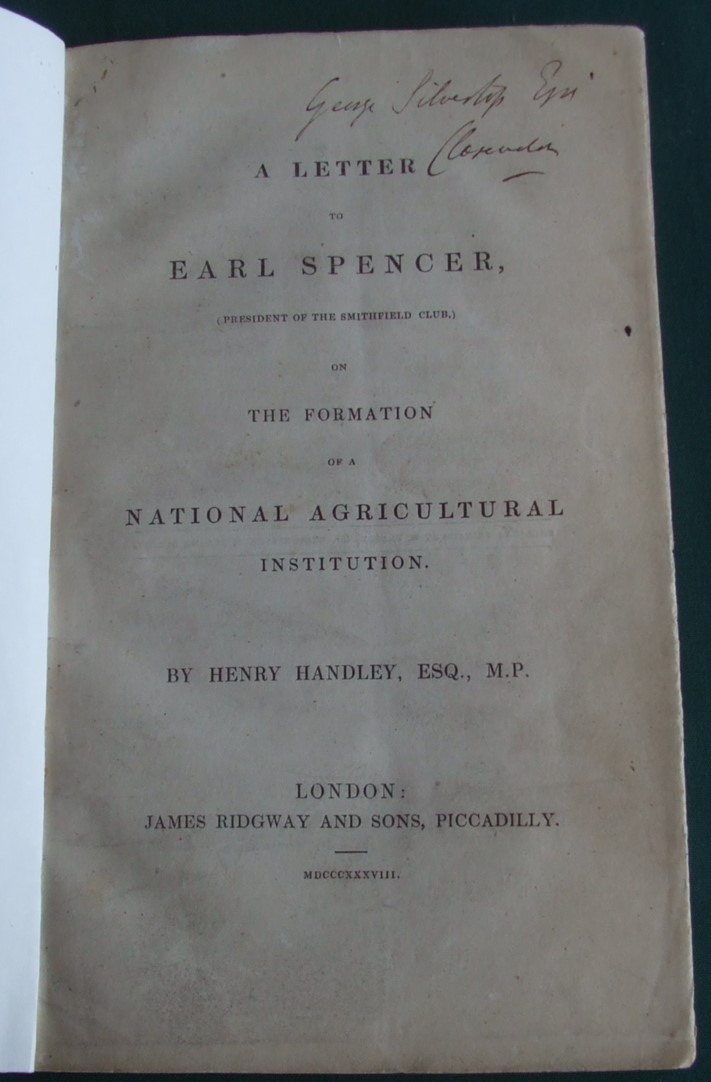 George Silvertop Esqr
A LETTER
TO
EARL SPENCER,
(PRESIDENT OF THE SMITHFIELD CLUB,)
ON
THE FORMATION
OF A
NATIONAL AGRICULTURAL
INSTITUTION.
BY HENRY HANDLEY, ESQ., M.P.
LONDON:
JAMES RIDGWAY AND SONS, PICCADILLY.
MDCCCXXXVIII.